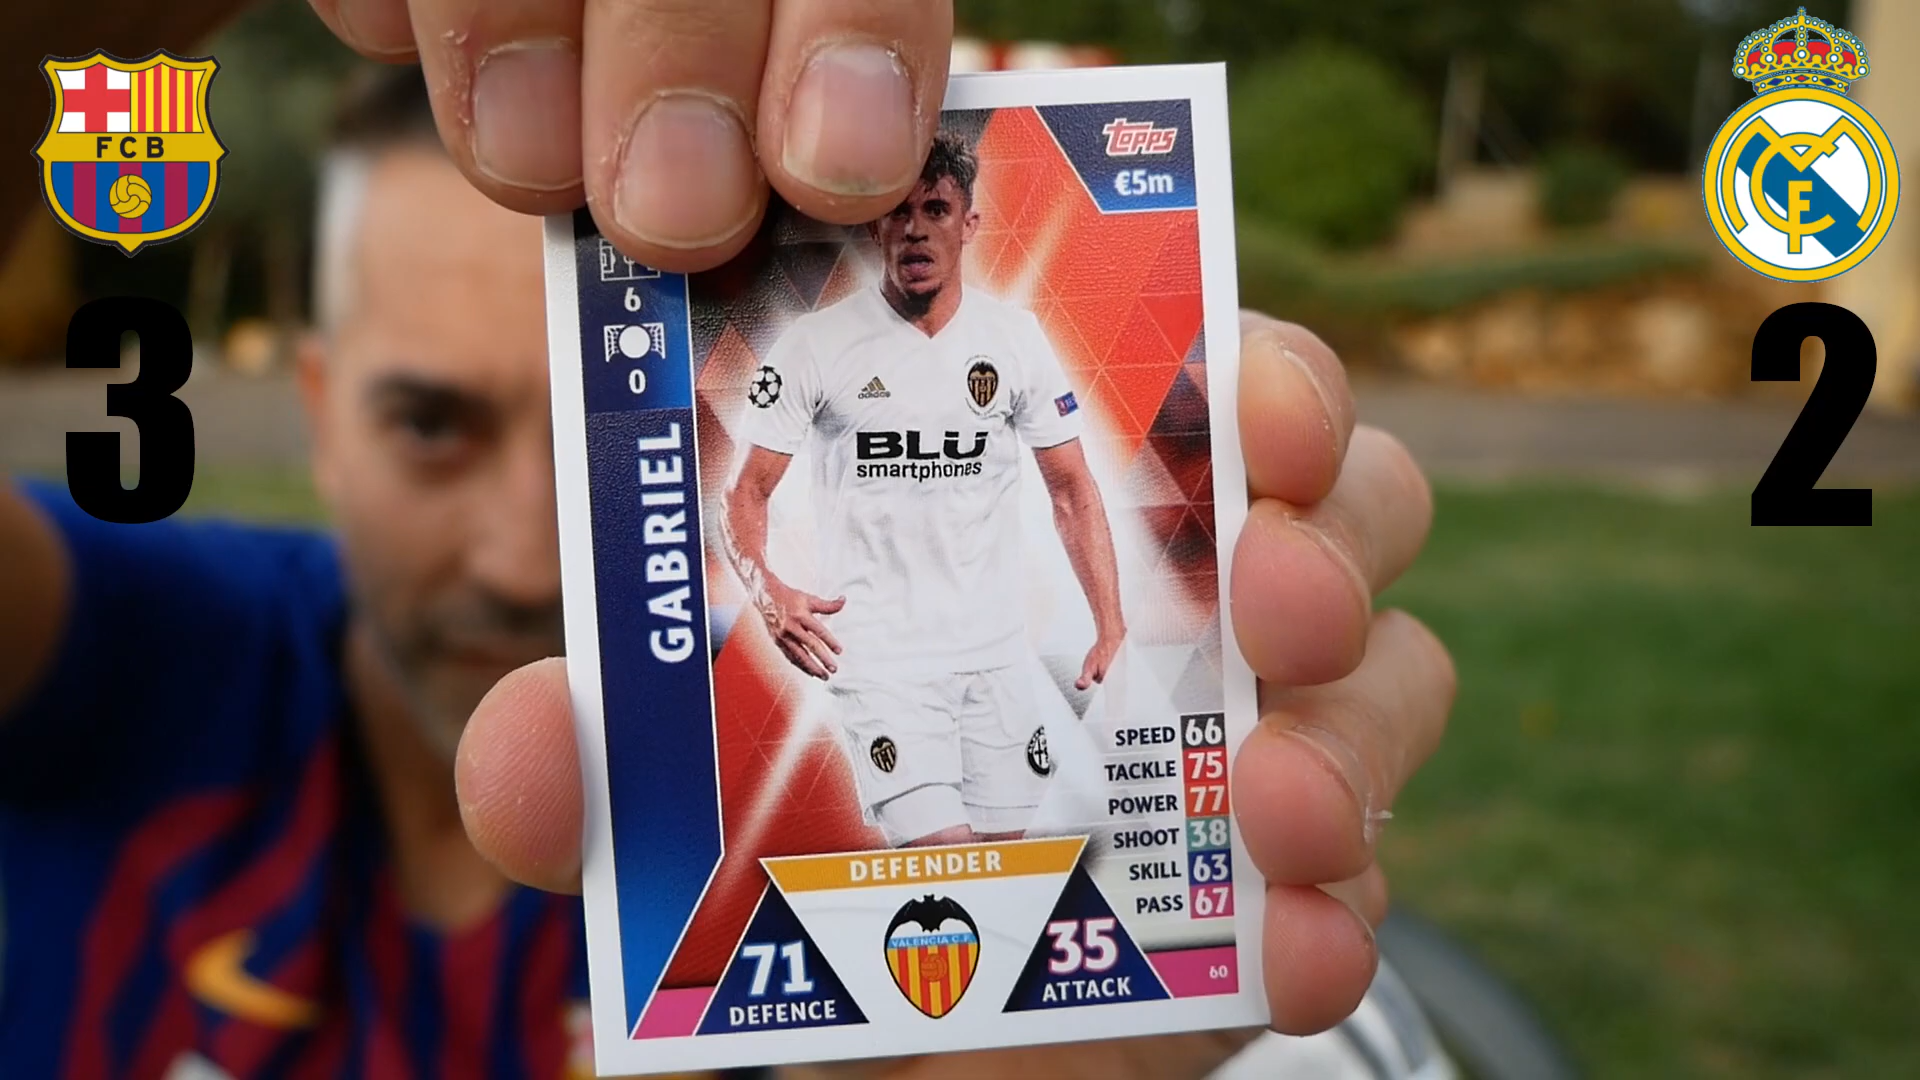 FCB
3
2
topps
€5m
6
0
GABRIEL
adidas
BLU
smartphones
SPEED 66
TACKLE 75
POWER 77
SHOOT 38
SKILL 63
PASS 67
DEFENDER
VALENCIA C.F
71
DEFENCE
35
ATTACK
60